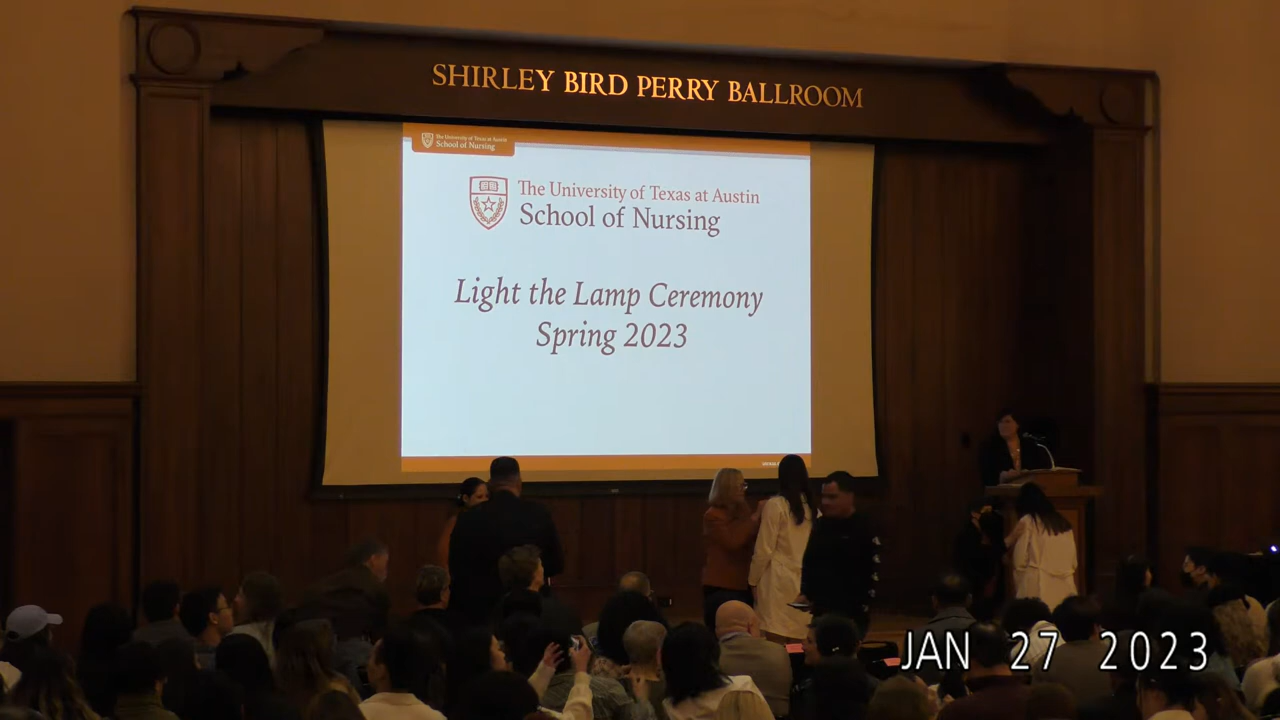 SHIRLEY BIRD PERRY BALLROOM
The University of Texas at Austin
School of Nursing
The University of Texas at Austin
School of Nursing
Light the Lamp Ceremony
Spring 2023
JAN 27 2023